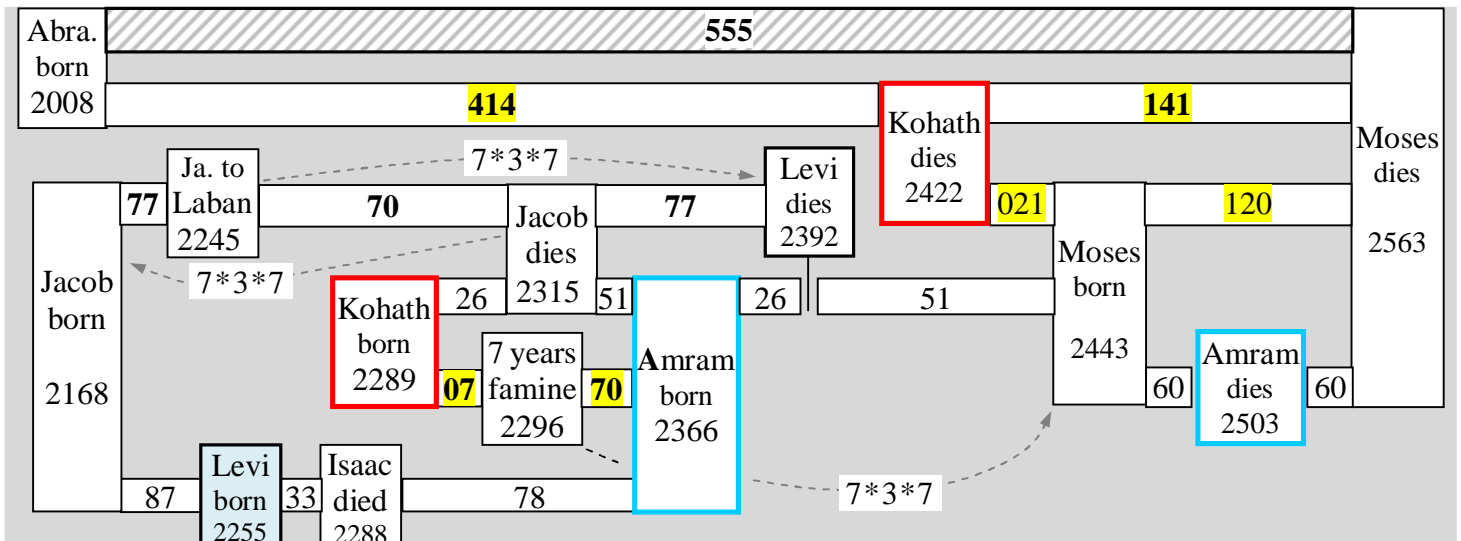 555
Abra.
born
2008
414
Kohath
dies
2422
141
Moses
dies
2563
7*3*7
Ja. to
Laban
2245
77
70
Jacob
dies
2315
77
Levi
dies
2392
021
120
Moses
born
2443
Jacob
born
2168
7*3*7
Kohath
born
2289
26
51
26
51
Amram
born
2366
07
7 years
famine
2296
70
60
Amram
dies
2503
60
87
Levi
born
2255
33
Isaac
died
2288
78
7*3*7